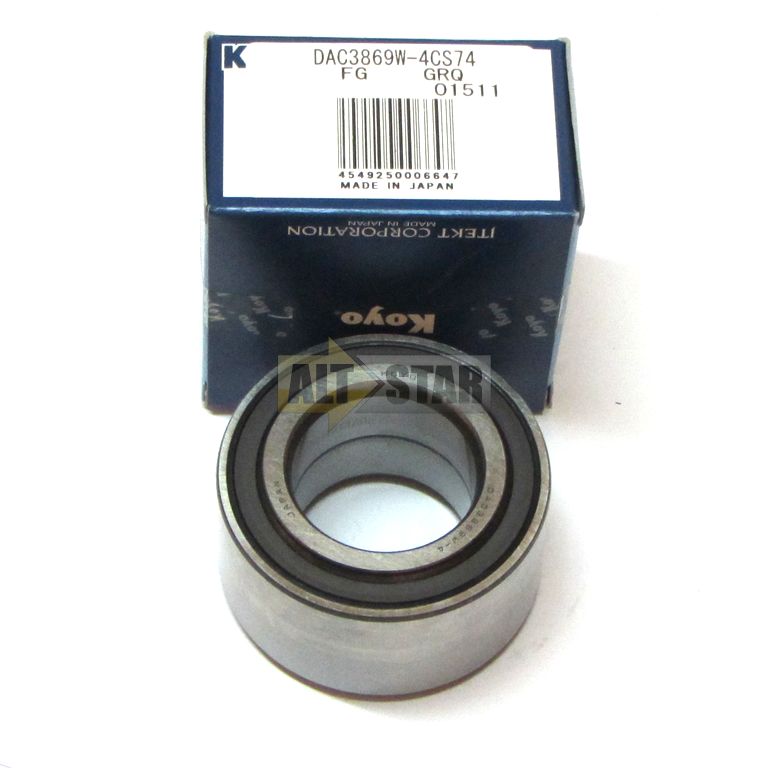 K
DAC3869W-4CS74
FG GRQ
01511
4549250006647
MADE IN JAPAN
JTEKT CORPORATION
MADE IN JAPAN
Koyo
ALT STAR
JAPAN
DAC3869W-4